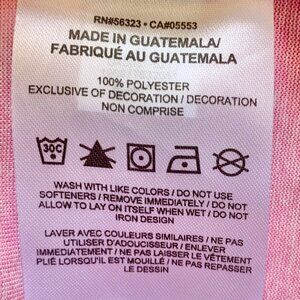 RN#56323 • CA#05553
MADE IN GUATEMALA/
FABRIQUÉ AU GUATEMALA
100% POLYESTER
EXCLUSIVE OF DECORATION / DECORATION
NON COMPRISE
30C
WASH WITH LIKE COLORS / DO NOT USE
SOFTENERS / REMOVE IMMEDIATELY / DO NOT
ALLOW TO LAY ON ITSELF WHEN WET / DO NOT
IRON DESIGN
LAVER AVEC COULEURS SIMILAIRES / NE PAS
UTILISER D'ADOUCISSEUR / ENLEVER
IMMEDIATEMENT / NE PAS LAISSER LE VÊTEMENT
PLIÉ LORSQU'IL EST MOUILLÉ / NE PAS REPASSER
LE DESSIN